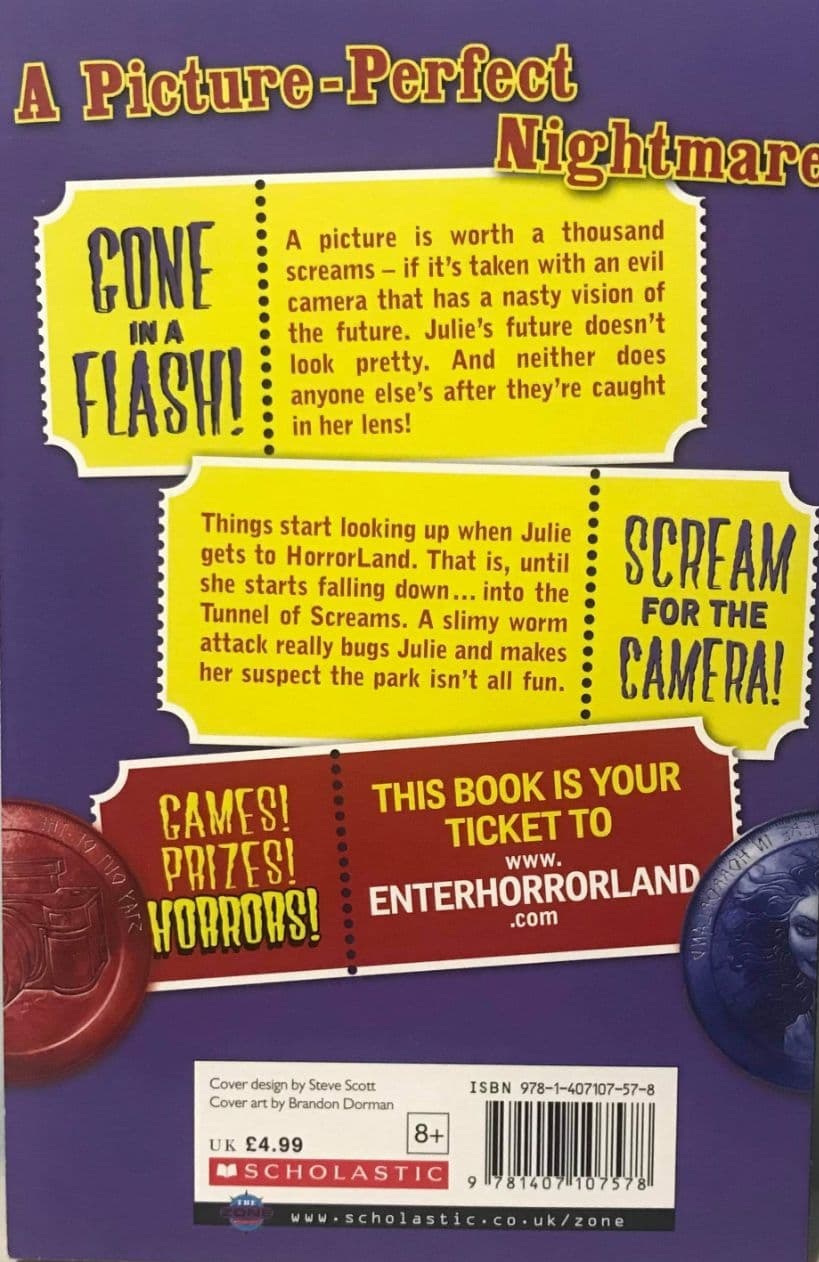 A Picture-Perfect
Nightmare
GONE
IN A
FLASH!
A picture is worth a thousand
screams – if it's taken with an evil
camera that has a nasty vision of
the future. Julie's future doesn't
look pretty. And neither does
anyone else's after they're caught
in her lens!
Things start looking up when Julie
gets to HorrorLand. That is, until
she starts falling down... into the
Tunnel of Screams. A slimy worm
attack really bugs Julie and makes
her suspect the park isn't all fun.
SCREAM
FOR THE
CAMERA!
GAMES!
PRIZES!
HORRORS!
THIS BOOK IS YOUR
TICKET TO
www.
ENTERHORRORLAND
.com
Cover design by Steve Scott
Cover art by Brandon Dorman
8+
UK £4.99
SCHOLASTIC
ISBN 978-1-407107-57-8
9 781407 107578
THE
ZONE
www.scholastic.co.uk/zone